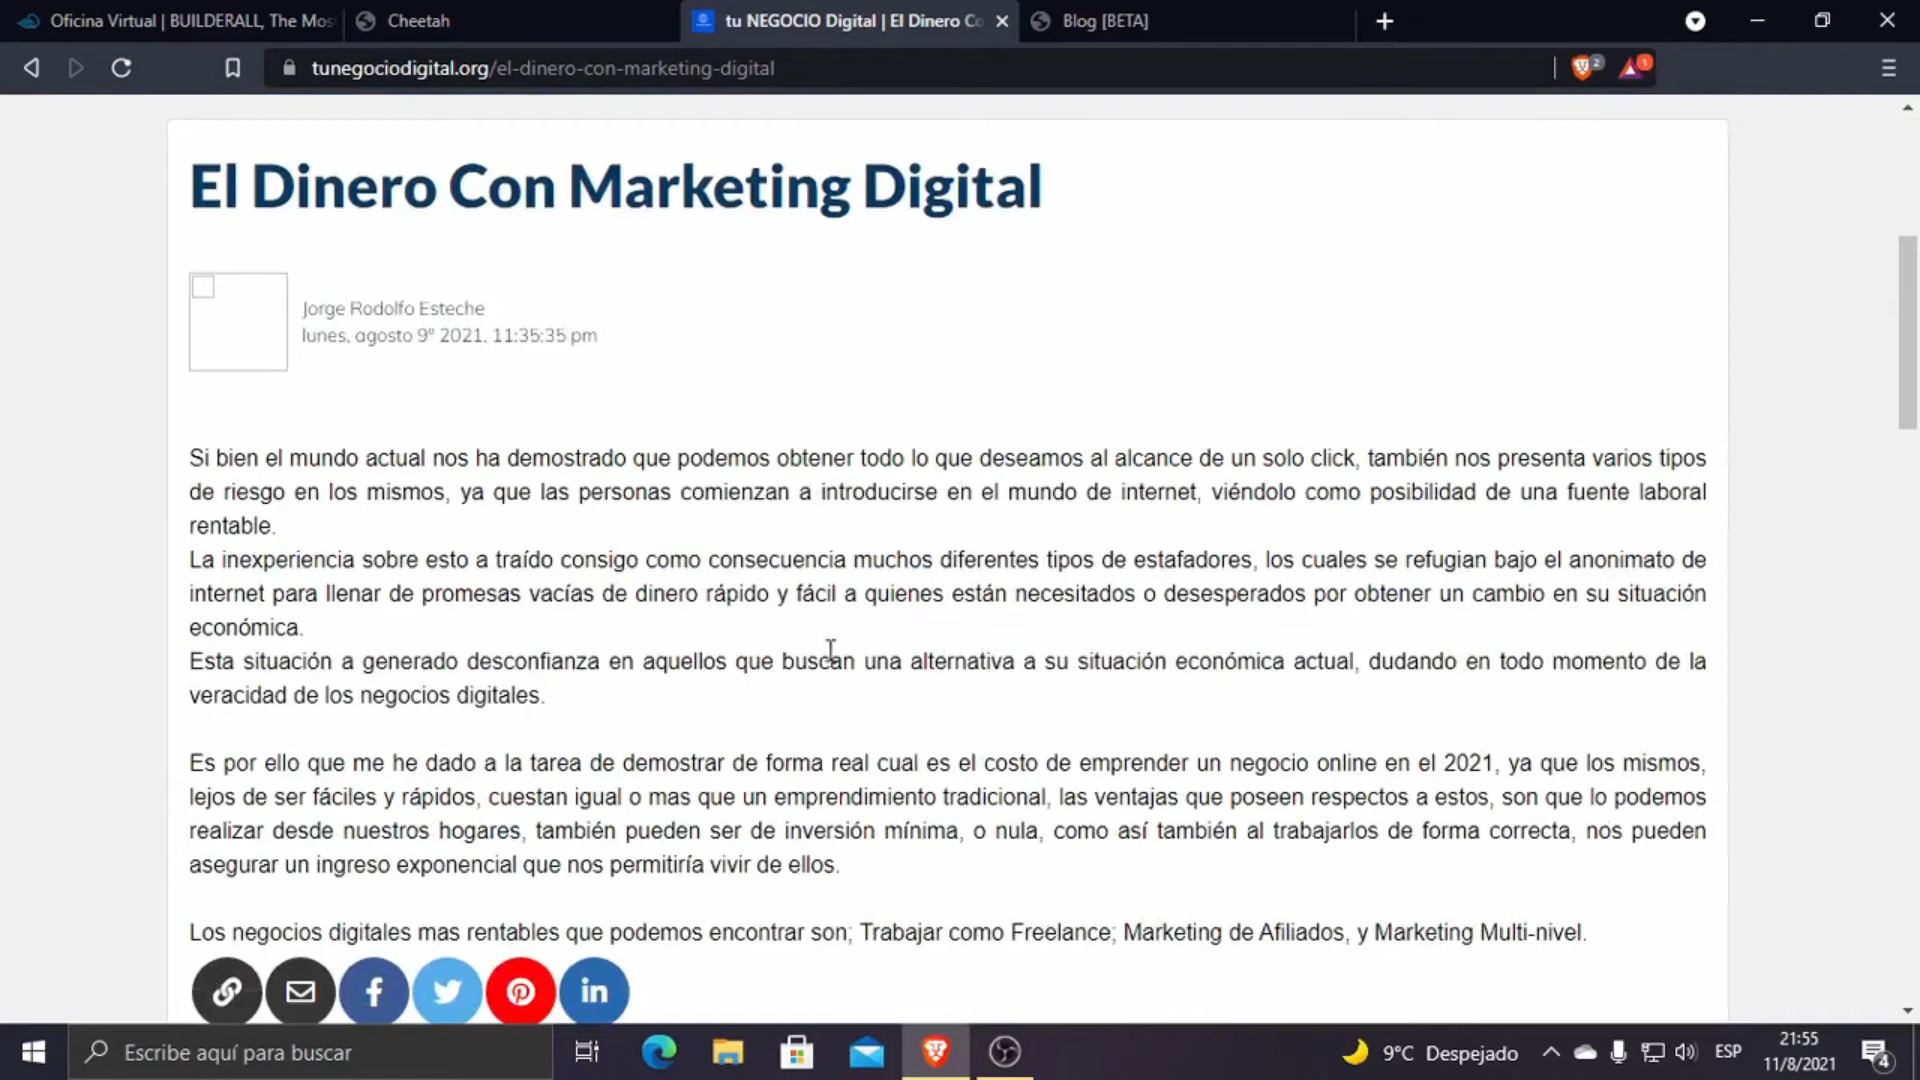 Oficina Virtual | BUILDERALL, The Mos
Cheetah
tu NEGOCIO Digital | El Dinero Co
Blog [BETA]
tunegociodigital.org/el-dinero-con-marketing-digital
2
1
El Dinero Con Marketing Digital
Jorge Rodolfo Esteche
lunes, agosto 9º 2021, 11:35:35 pm
Si bien el mundo actual nos ha demostrado que podemos obtener todo lo que deseamos al alcance de un solo click, también nos presenta varios tipos
de riesgo en los mismos, ya que las personas comienzan a introducirse en el mundo de internet, viéndolo como posibilidad de una fuente laboral
rentable.
La inexperiencia sobre esto a traído consigo como consecuencia muchos diferentes tipos de estafadores, los cuales se refugian bajo el anonimato de
internet para llenar de promesas vacías de dinero rápido y fácil a quienes están necesitados o desesperados por obtener un cambio en su situación
económica.
Esta situación a generado desconfianza en aquellos que buscan una alternativa a su situación económica actual, dudando en todo momento de la
veracidad de los negocios digitales.
Es por ello que me he dado a la tarea de demostrar de forma real cual es el costo de emprender un negocio online en el 2021, ya que los mismos,
lejos de ser fáciles y rápidos, cuestan igual o mas que un emprendimiento tradicional, las ventajas que poseen respectos a estos, son que lo podemos
realizar desde nuestros hogares, también pueden ser de inversión mínima, o nula, como así también al trabajarlos de forma correcta, nos pueden
asegurar un ingreso exponencial que nos permitiría vivir de ellos.
Los negocios digitales mas rentables que podemos encontrar son; Trabajar como Freelance; Marketing de Afiliados, y Marketing Multi-nivel.
Escribe aquí para buscar
9°C Despejado
ESP
21:55
11/8/2021
4